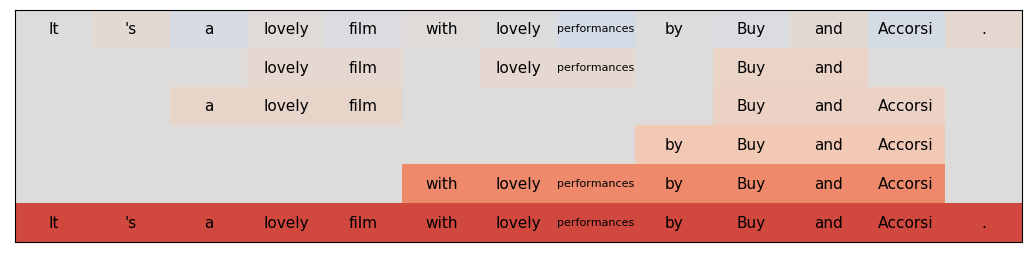 It 's a lovely film with lovely performances by Buy and Accorsi .
lovely film lovely performances Buy and
a lovely film Buy and Accorsi
by Buy and Accorsi
with lovely performances by Buy and Accorsi
It 's a lovely film with lovely performances by Buy and Accorsi .